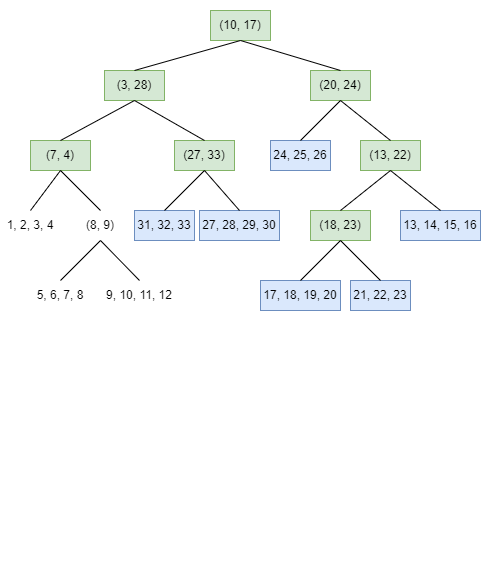 (10, 17)
(3, 28)
(20, 24)
(7, 4)
(27, 33)
24, 25, 26
(13, 22)
1, 2, 3, 4
(8, 9)
31, 32, 33
27, 28, 29, 30
(18, 23)
13, 14, 15, 16
5, 6, 7, 8
9, 10, 11, 12
17, 18, 19, 20
21, 22, 23